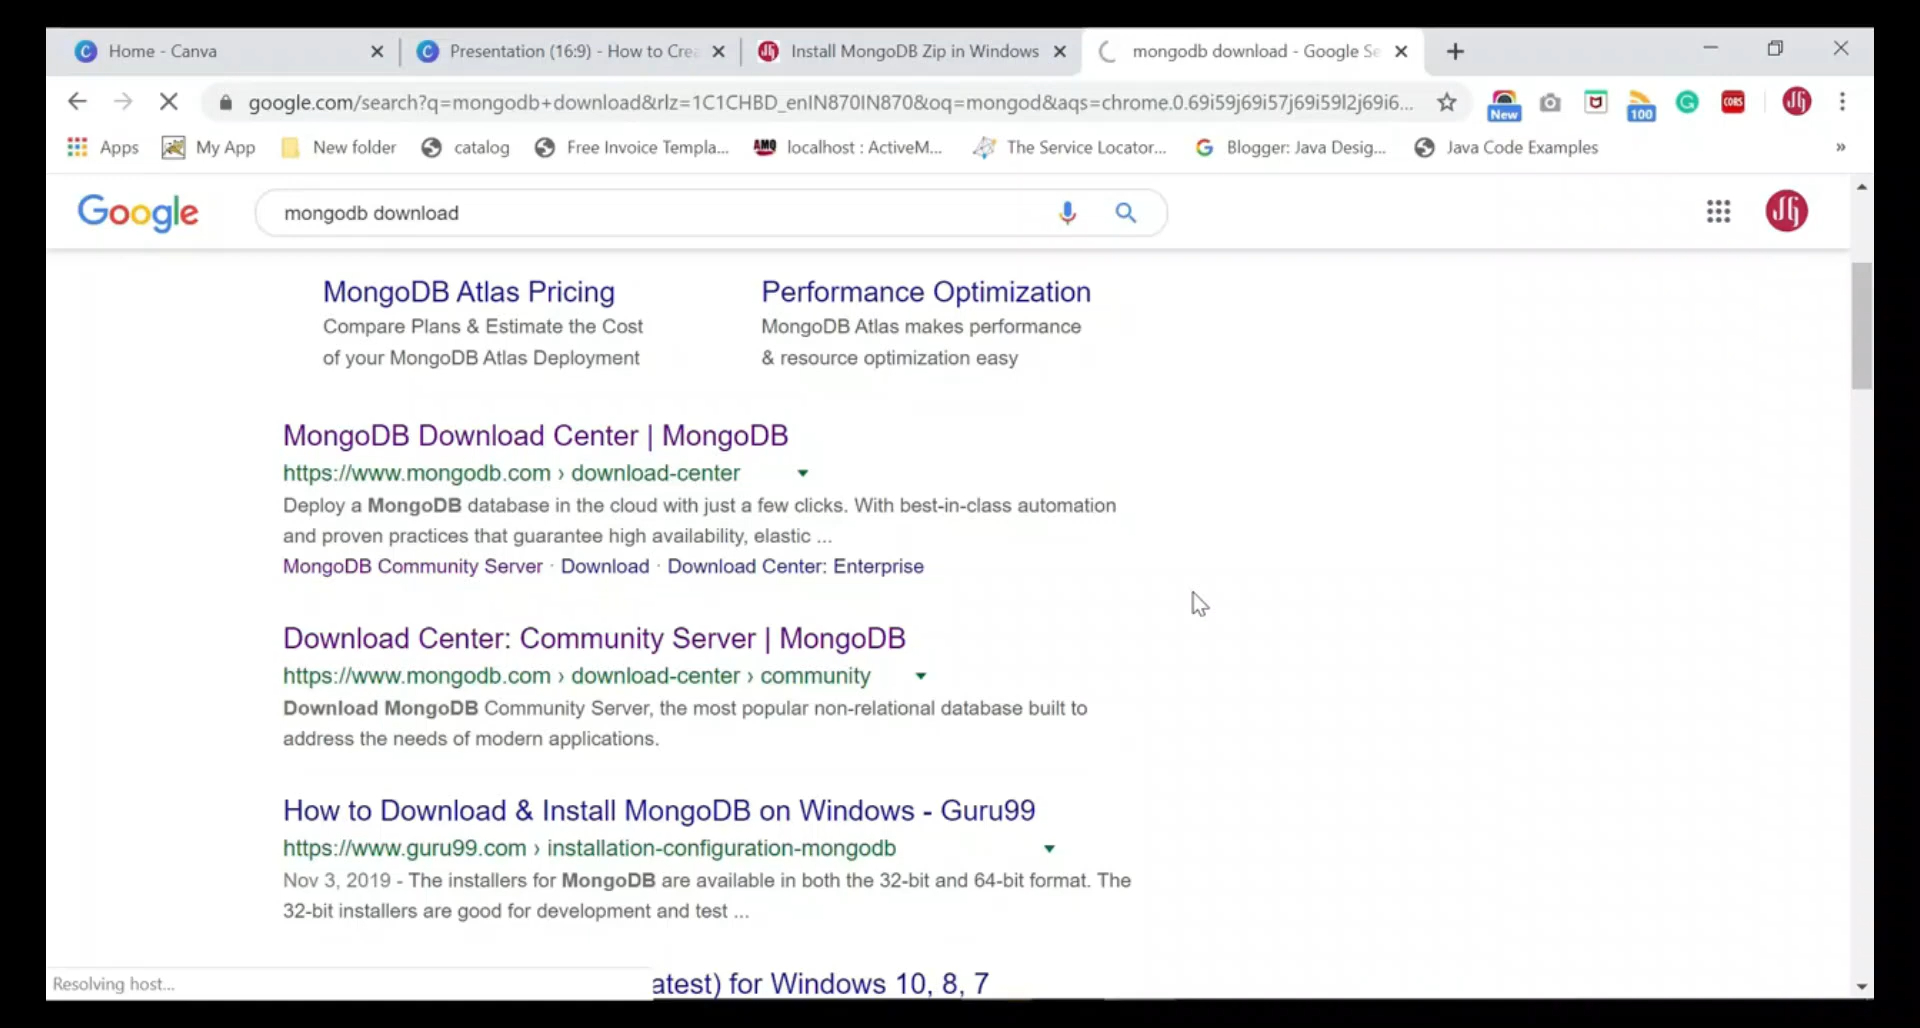 Home - Canva
Presentation (16:9) - How to Crea
Install MongoDB Zip in Windows
mongodb download - Google Se
google.com/search?q=mongodb+download&rlz=1C1CHBD_enIN870IN870&oq=mongod&aqs=chrome.0.69i59j69i57j69i59l2j69i6...
New
100
CORS
Apps
My App
New folder
catalog
Free Invoice Templa...
AMQ
localhost : ActiveM...
The Service Locator...
Blogger: Java Desig...
Java Code Examples
»
Google
mongodb download
MongoDB Atlas Pricing
Compare Plans & Estimate the Cost
of your MongoDB Atlas Deployment
Performance Optimization
MongoDB Atlas makes performance
& resource optimization easy
MongoDB Download Center | MongoDB
https://www.mongodb.com › download-center
Deploy a MongoDB database in the cloud with just a few clicks. With best-in-class automation
and proven practices that guarantee high availability, elastic ...
MongoDB Community Server · Download · Download Center: Enterprise
Download Center: Community Server | MongoDB
https://www.mongodb.com › download-center › community
Download MongoDB Community Server, the most popular non-relational database built to
address the needs of modern applications.
How to Download & Install MongoDB on Windows - Guru99
https://www.guru99.com › installation-configuration-mongodb
Nov 3, 2019 - The installers for MongoDB are available in both the 32-bit and 64-bit format. The
32-bit installers are good for development and test ...
Resolving host...
atest) for Windows 10, 8, 7